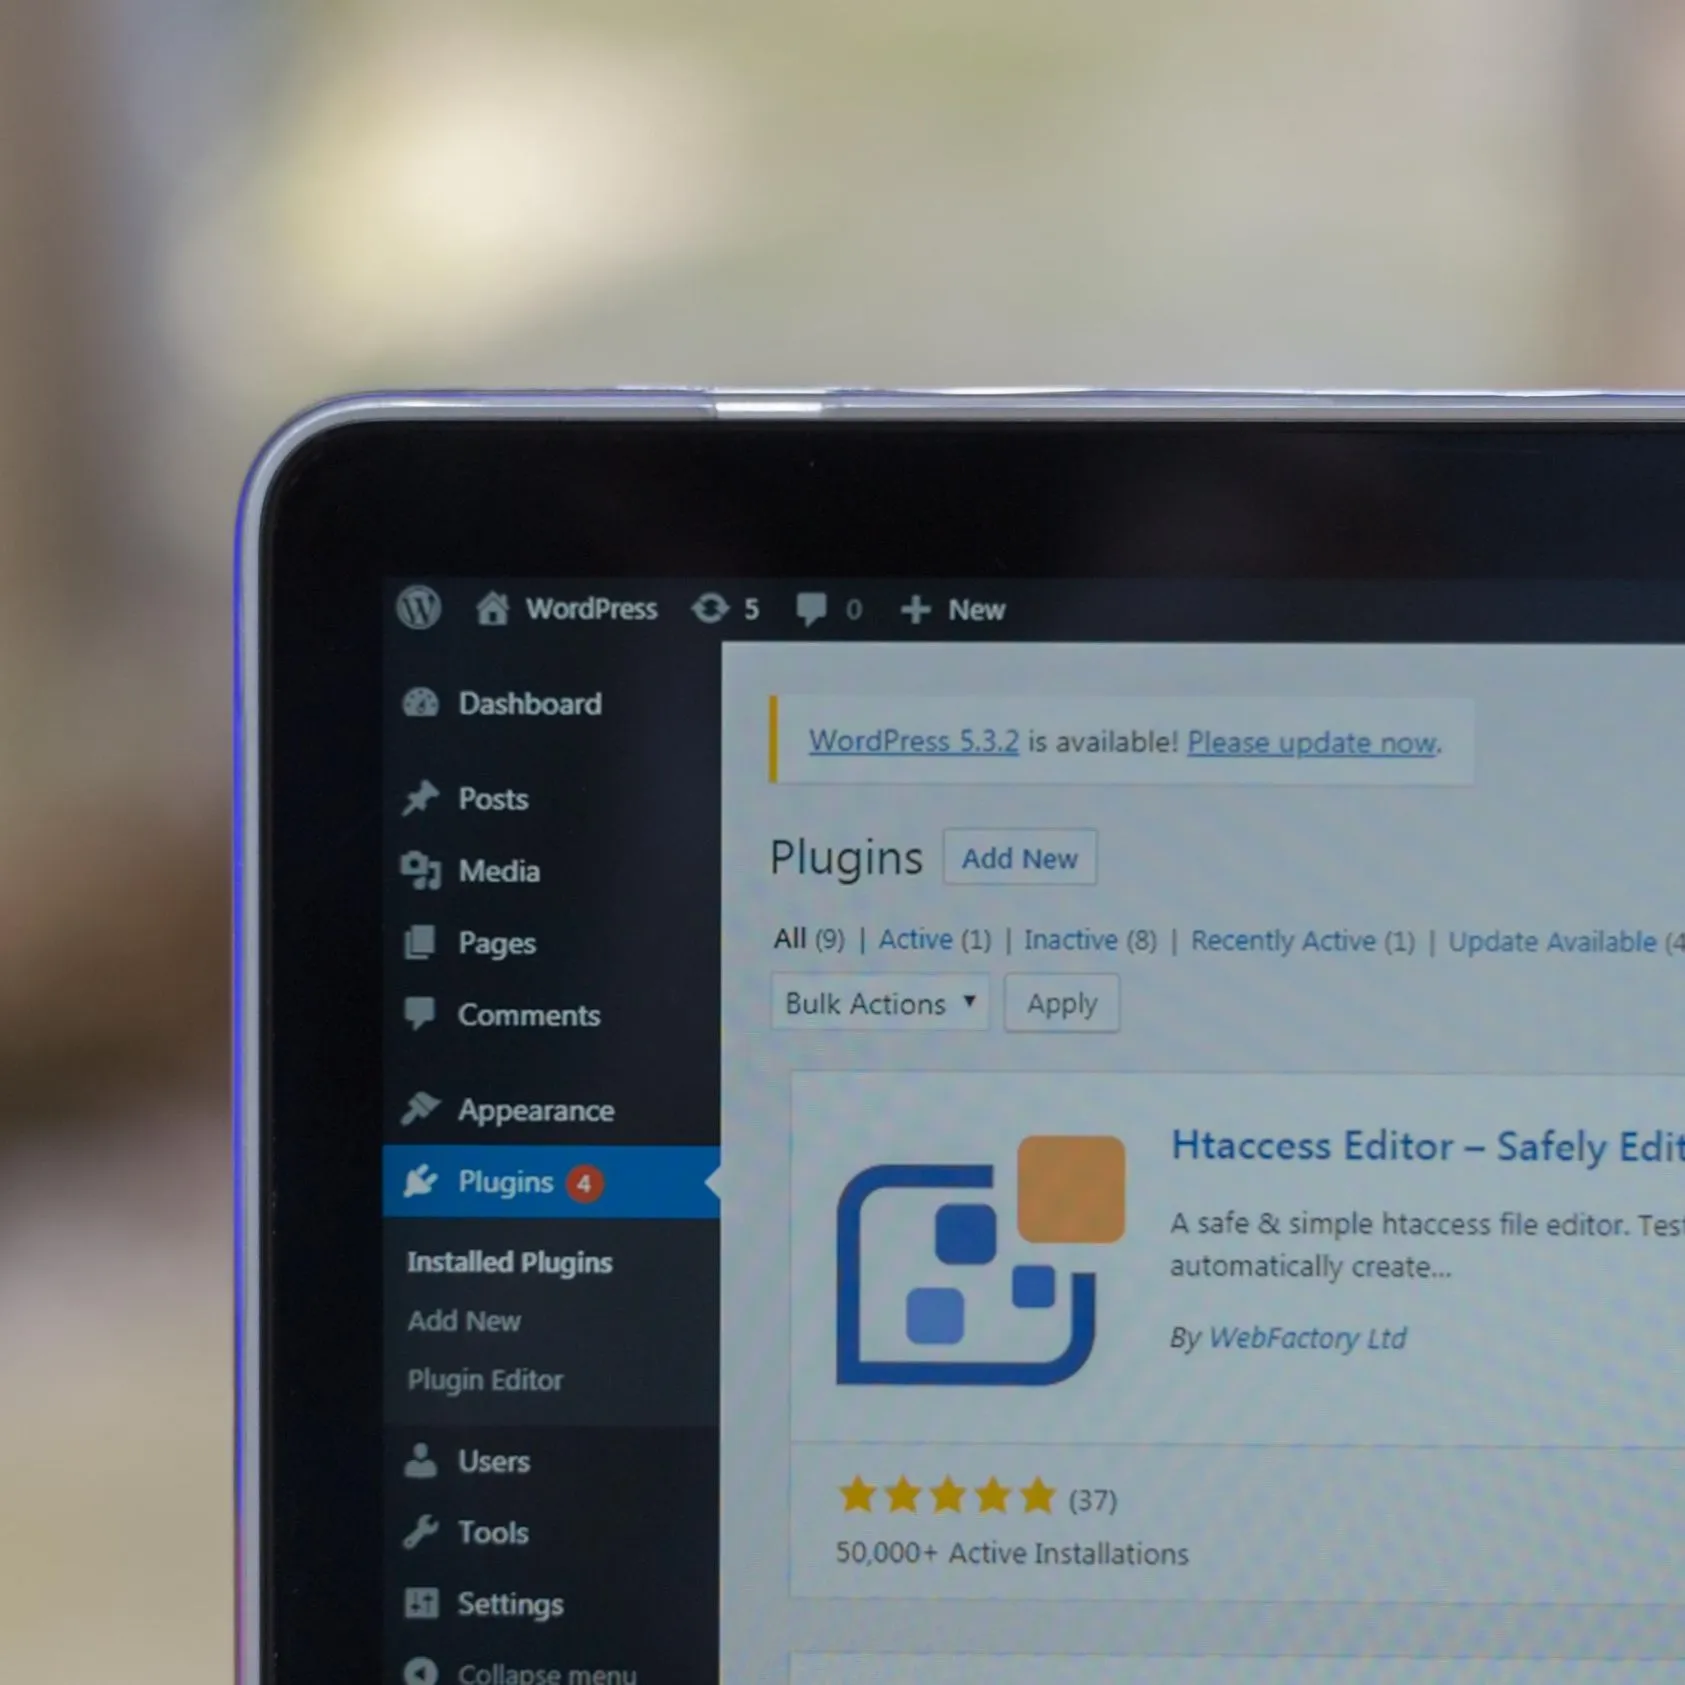 WordPress 5 0 New
Dashboard
Posts
Media
Pages
Comments
Appearance
Plugins 4
Installed Plugins
Add New
Plugin Editor
Users
Tools
Settings
Collapse menu
WordPress 5.3.2 is available! Please update now.
Plugins Add New
All (9) | Active (1) | Inactive (8) | Recently Active (1) | Update Available (4
Bulk Actions Apply
Htaccess Editor – Safely Edit
A safe & simple htaccess file editor. Test
automatically create...
By WebFactory Ltd
(37)
50,000+ Active Installations